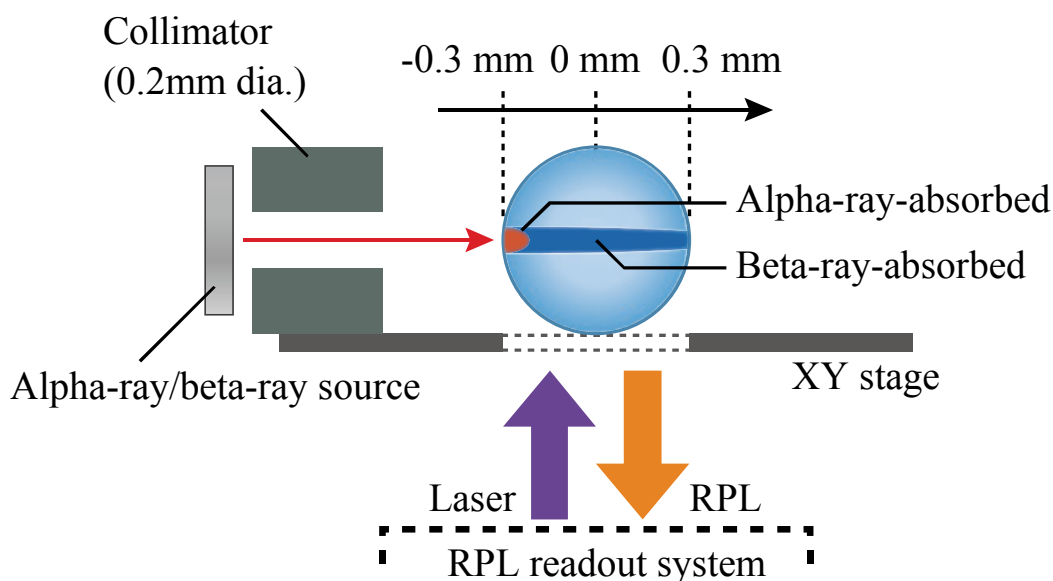 Collimator
(0.2mm dia.)
-0.3 mm 0 mm 0.3 mm
Alpha-ray-absorbed
Beta-ray-absorbed
Alpha-ray/beta-ray source
XY stage
Laser
RPL
RPL readout system